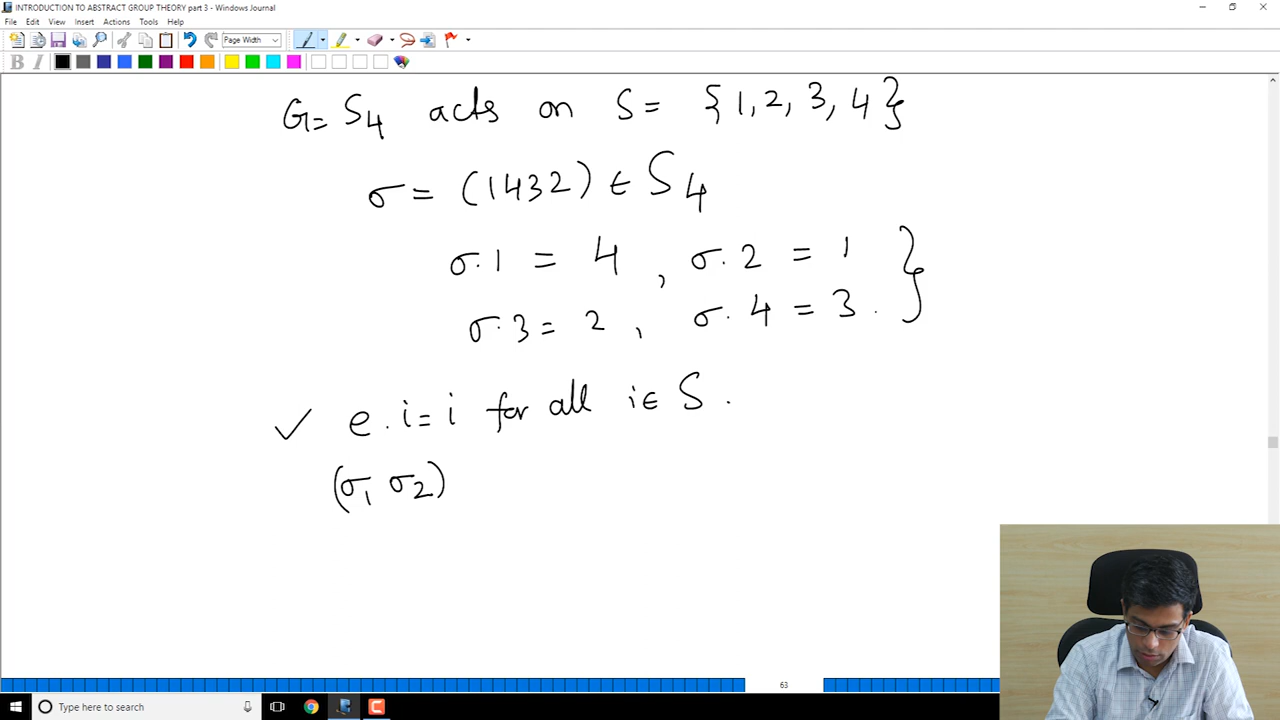 INTRODUCTION TO ABSTRACT GROUP THEORY part 3 - Windows Journal
File Edit View Insert Actions Tools Help
Page Width
B I
G = S₄ acts on S = {1, 2, 3, 4}
σ = (1432) ∈ S₄
σ.1 = 4 , σ.2 = 1 }
σ.3 = 2 , σ.4 = 3 .
✓ e.i = i for all i ∈ S .
(σ₁ σ₂)
63
Type here to search